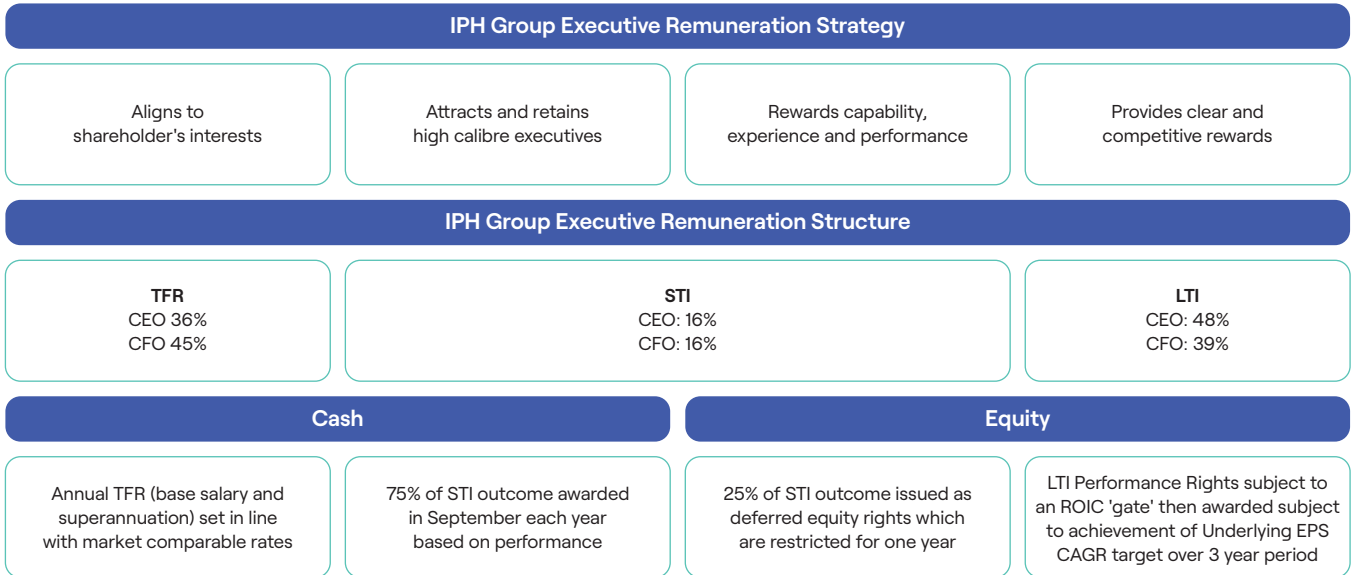 IPH Group Executive Remuneration Strategy
Aligns to
shareholder's interests
Attracts and retains
high calibre executives
Rewards capability,
experience and performance
Provides clear and
competitive rewards
IPH Group Executive Remuneration Structure
TFR
CEO 36%
CFO 45%
STI
CEO: 16%
CFO: 16%
LTI
CEO: 48%
CFO: 39%
Cash
Equity
Annual TFR (base salary and
superannuation) set in line
with market comparable rates
75% of STI outcome awarded
in September each year
based on performance
25% of STI outcome issued as
deferred equity rights which
are restricted for one year
LTI Performance Rights subject to
an ROIC 'gate' then awarded subject
to achievement of Underlying EPS
CAGR target over 3 year period